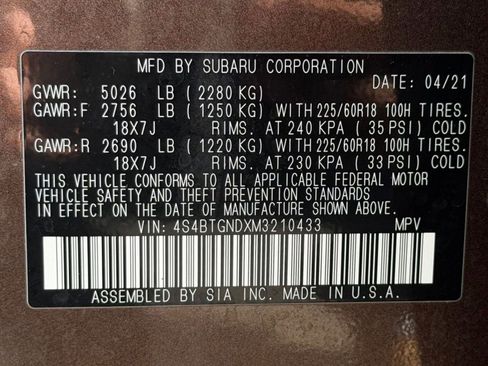 MFD BY SUBARU CORPORATION
DATE: 04/21
GVWR: 5026 LB (2280 KG)
GAWR:F 2756 LB (1250 KG) WITH 225/60R18 100H TIRES.
18X7J RIMS. AT 240 KPA (35 PSI) COLD
GAWR:R 2690 LB (1220 KG) WITH 225/60R18 100H TIRES.
18X7J RIMS. AT 230 KPA (33 PSI) COLD
THIS VEHICLE CONFORMS TO ALL APPLICABLE FEDERAL MOTOR
VEHICLE SAFETY AND THEFT PREVENTION STANDARDS
IN EFFECT ON THE DATE OF MANUFACTURE SHOWN ABOVE.
VIN: 4S4BTGNDXM3210433 MPV
ASSEMBLED BY SIA INC. MADE IN U.S.A.